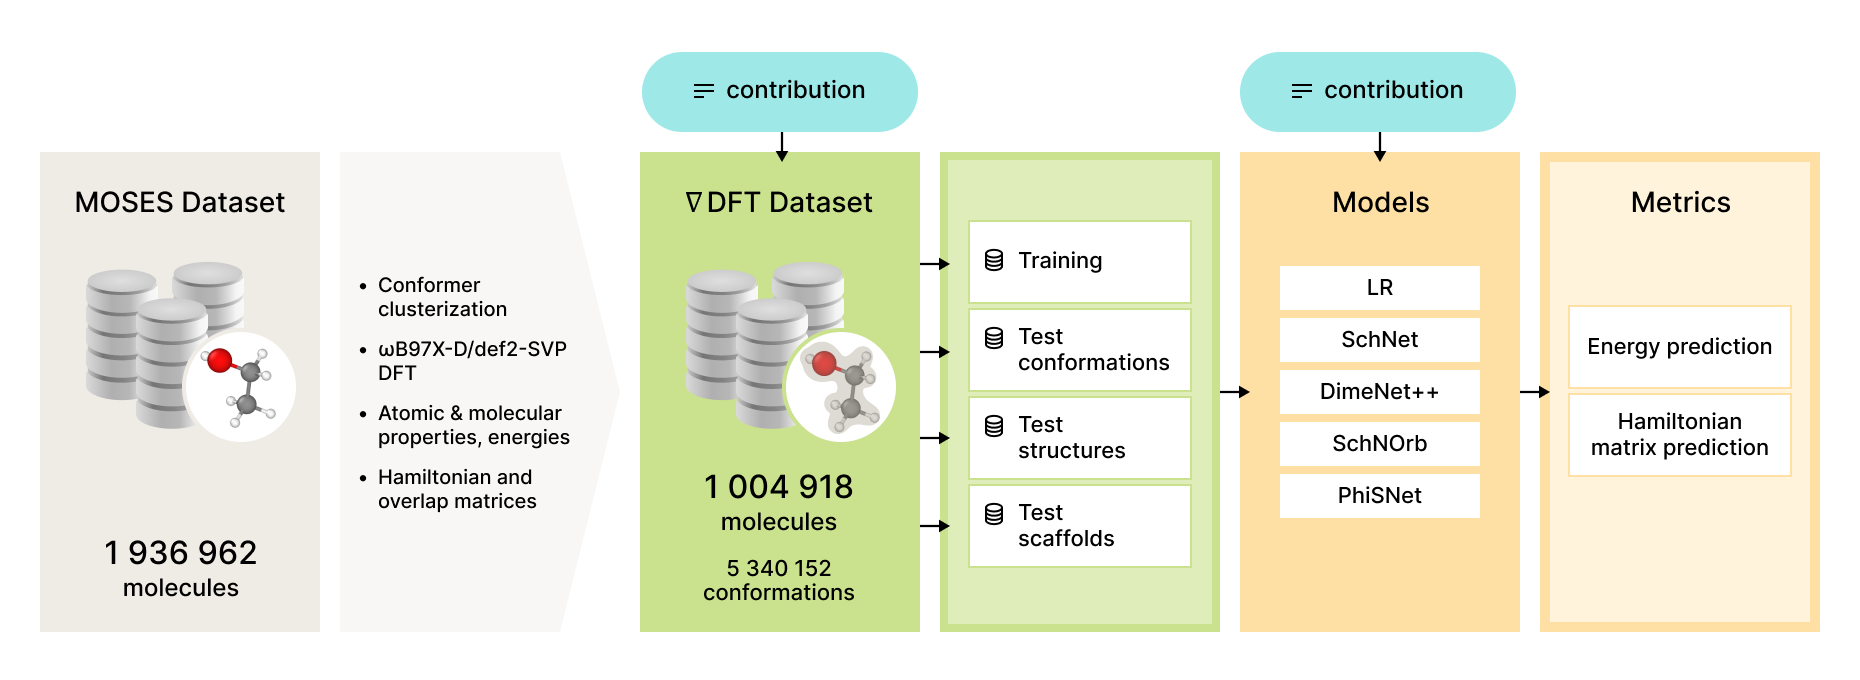 contribution
contribution
MOSES Dataset
1 936 962
molecules
• Conformer
clusterization
• ωB97X-D/def2-SVP
DFT
• Atomic & molecular
properties, energies
• Hamiltonian and
overlap matrices
∇DFT Dataset
1 004 918
molecules
5 340 152
conformations
Training
Test
conformations
Test
structures
Test
scaffolds
Models
LR
SchNet
DimeNet++
SchNOrb
PhiSNet
Metrics
Energy prediction
Hamiltonian
matrix prediction